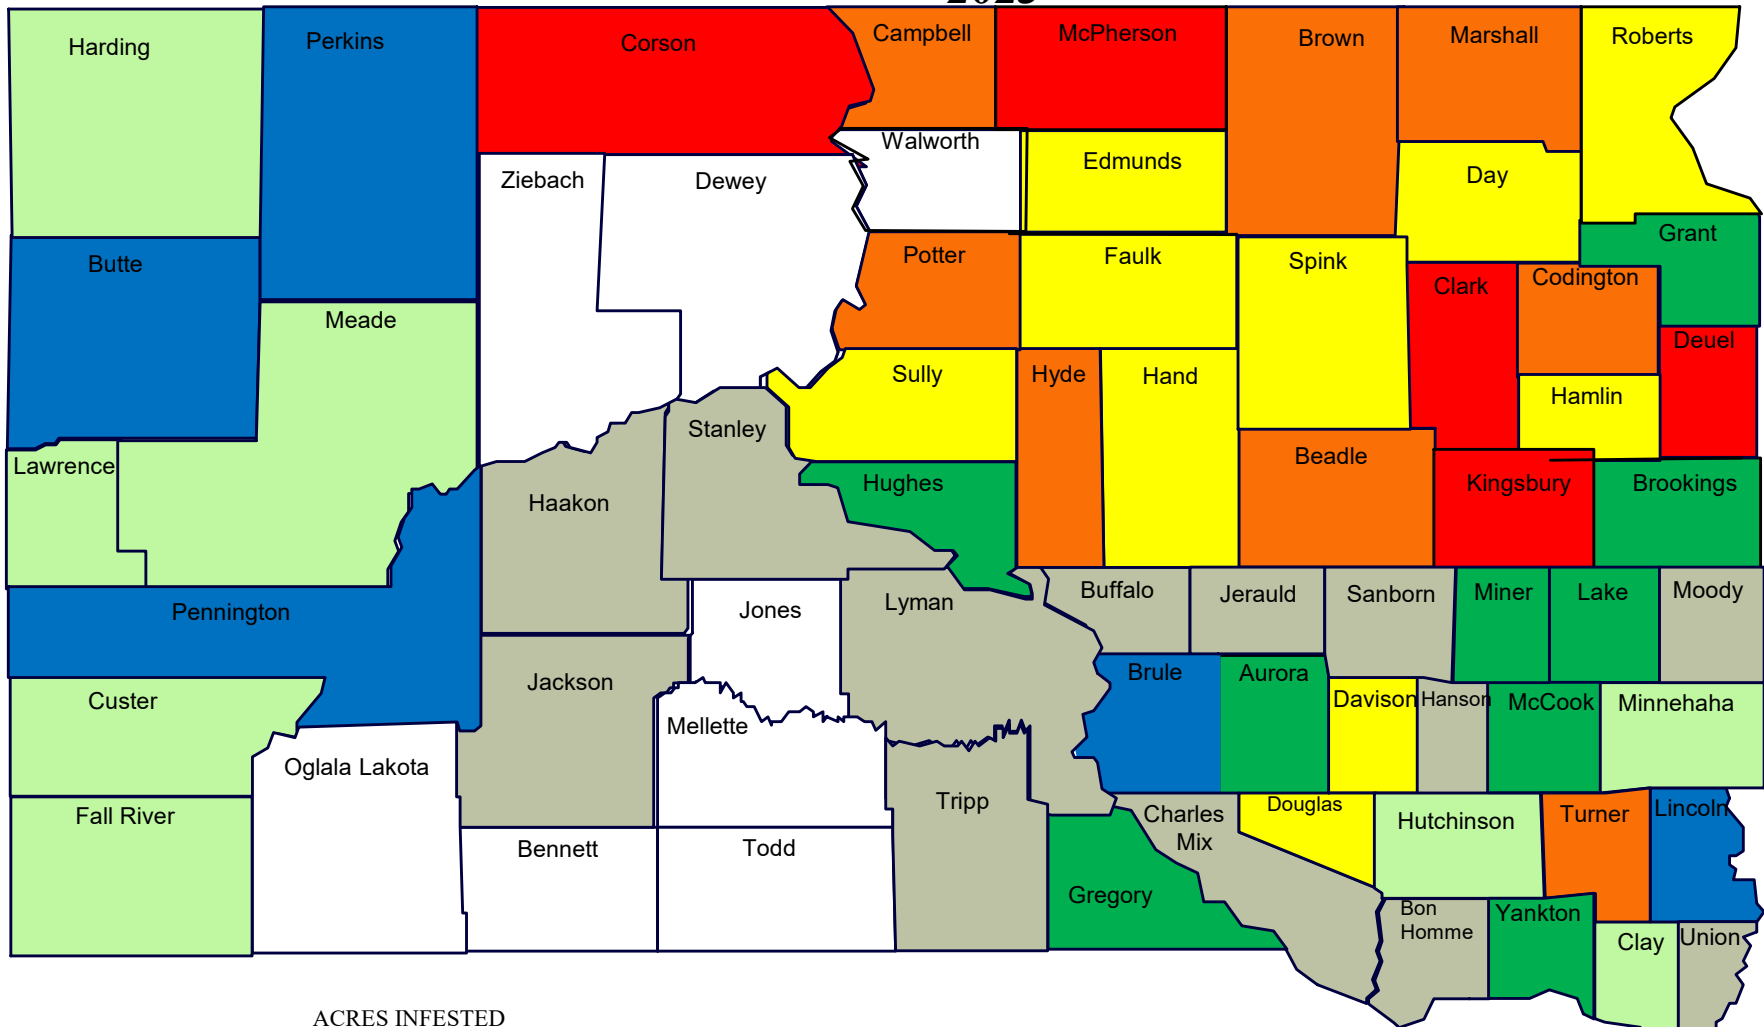 2023
Harding
Perkins
Corson
Campbell
McPherson
Brown
Marshall
Roberts
Walworth
Edmunds
Day
Ziebach
Dewey
Grant
Butte
Potter
Faulk
Spink
Clark
Codington
Meade
Deuel
Sully
Hyde
Hand
Hamlin
Stanley
Lawrence
Haakon
Hughes
Beadle
Kingsbury
Brookings
Pennington
Jones
Lyman
Buffalo
Jerauld
Sanborn
Miner
Lake
Moody
Custer
Jackson
Mellette
Brule
Aurora
Davison
Hanson
McCook
Minnehaha
Oglala Lakota
Tripp
Fall River
Charles
Mix
Douglas
Hutchinson
Turner
Lincoln
Bennett
Todd
Gregory
Bon
Homme
Yankton
Clay
Union
ACRES INFESTED